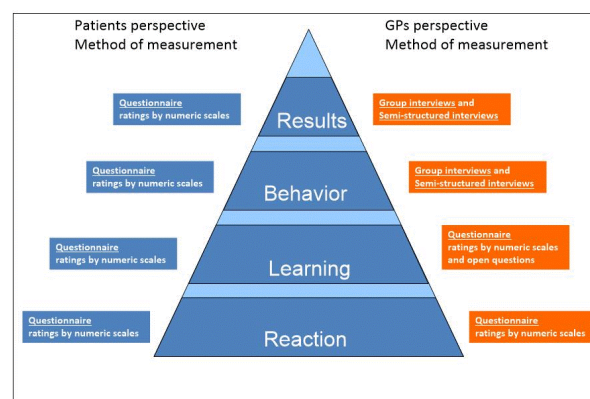 Patients perspective
Method of measurement
GPs perspective
Method of measurement
Questionnaire
ratings by numeric scales
Results
Group interviews and
Semi-structured interviews
Questionnaire
ratings by numeric scales
Behavior
Group interviews and
Semi-structured interviews
Questionnaire
ratings by numeric scales
Learning
Questionnaire
ratings by numeric scales
and open questions
Questionnaire
ratings by numeric scales
Reaction
Questionnaire
ratings by numeric scales